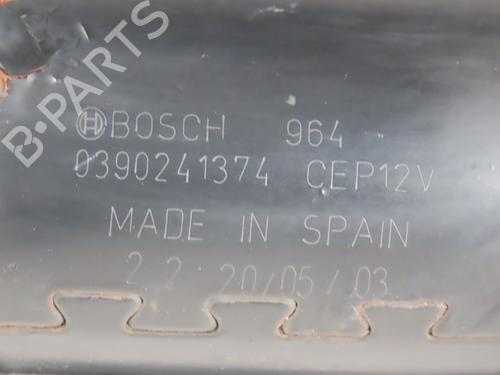 B-PARTS
BOSCH 964
0390241374 CEP12V
MADE IN SPAIN
2 2 20/05/03